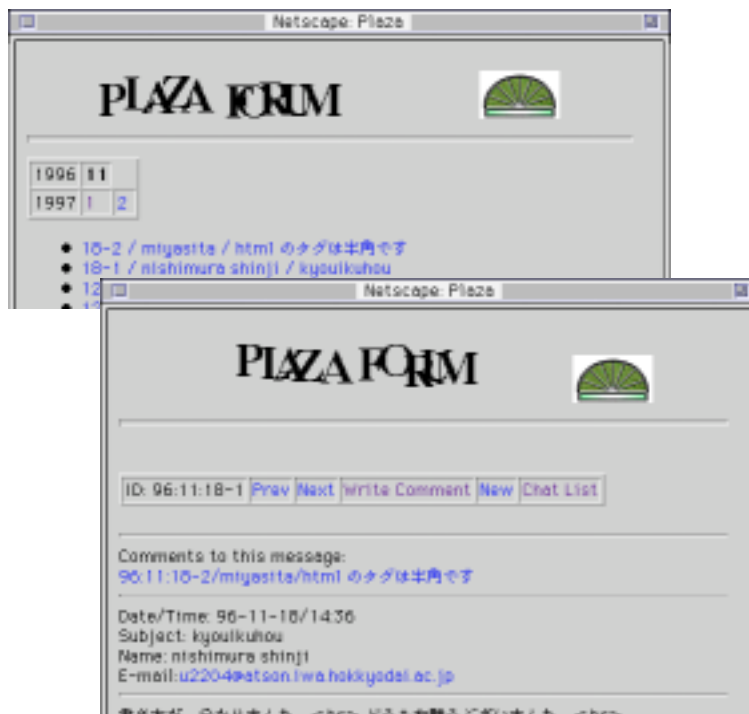 Netscape: Plaza
PLAZA FORUM
1996 11
1997 1 2
18-2 / miyasita / html のタグは半角です
18-1 / nishimura shinji / kyouikuhou
12
12
Netscape: Plaza
PLAZA FORUM
ID: 96:11:18-1 Prev Next Write Comment New Chat List
Comments to this message:
96:11:18-2/miyasita/html のタグは半角です
Date/Time: 96-11-18/14:36
Subject: kyouikuhou
Name: nishimura shinji
E-mail:u2204@atson.iwa.hokkyodai.ac.jp